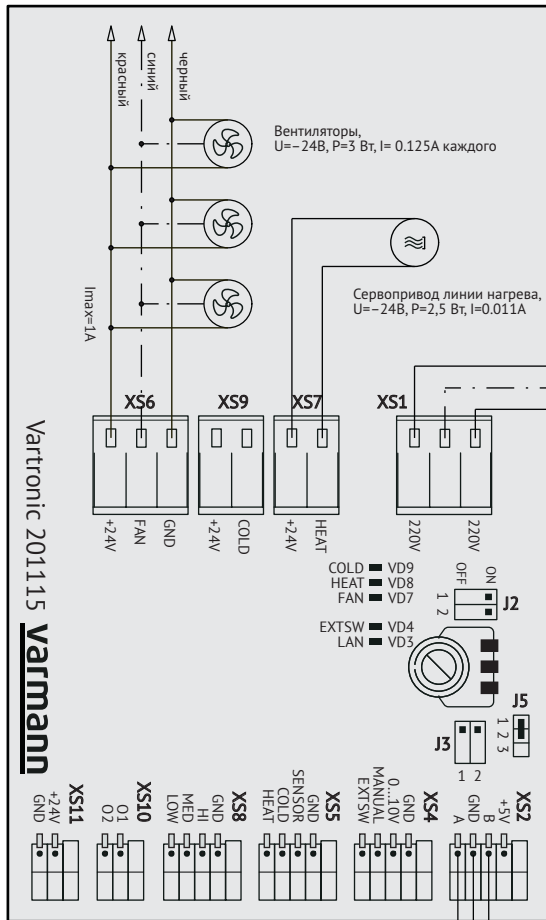 красный
синий
черный
Вентиляторы,
U=−24В, P=3 Вт, I= 0.125А каждого
Imax=1A
Сервопривод линии нагрева,
U=−24В, P=2,5 Вт, I=0.011А
XS6
XS9
XS7
XS1
+24V
FAN
GND
+24V
COLD
+24V
HEAT
220V
220V
Vartronic 201115
varmann
COLD VD9
HEAT VD8
FAN VD7
EXTSW VD4
LAN VD3
OFF
ON
1
2
J2
J5
1
2
3
J3
1 2
XS11
+24V
GND
XS10
O1
O2
XS8
GND
HI
MED
LOW
XS5
GND
SENSOR
COLD
HEAT
XS4
GND
0...10V
MANUAL
EXTSW
XS2
+5V
B
GND
A